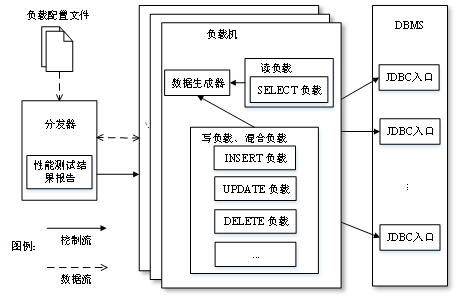 负载配置文件
分发器
性能测试结
果报告
负载机
数据生成器
读负载
SELECT 负载
写负载、混合负载
INSERT 负载
UPDATE 负载
DELETE 负载
...
DBMS
JDBC入口
JDBC入口
...
JDBC入口
图例:
控制流
数据流